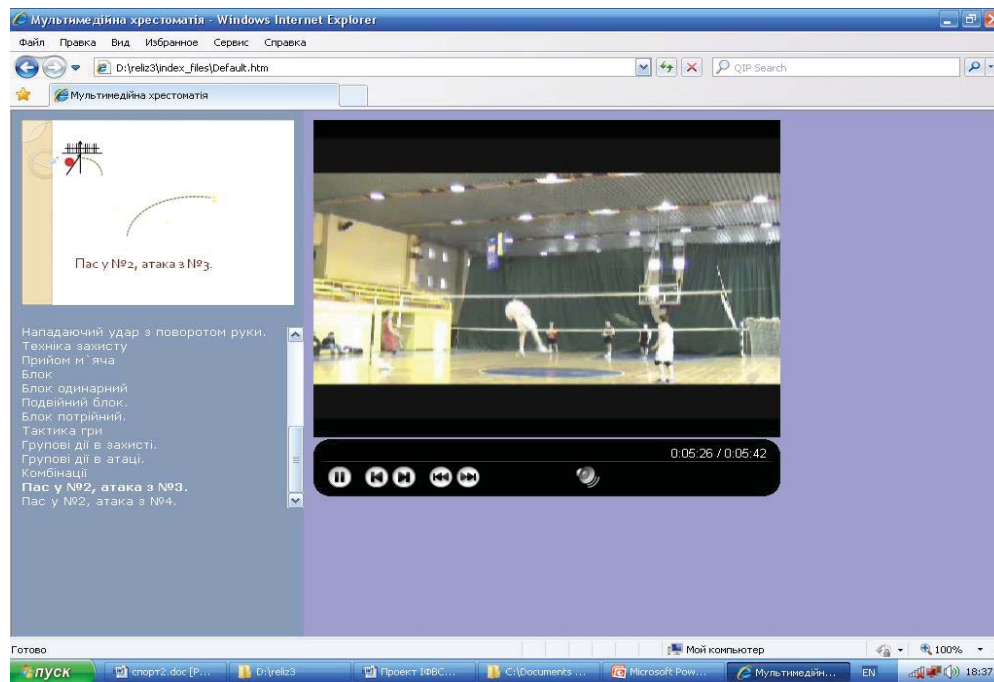 Мультимедійна хрестоматія - Windows Internet Explorer
Файл Правка Вид Избранное Сервис Справка
D:\reliz3\index_files\Default.htm
QIP Search
Мультимедійна хрестоматія
Пас у №2, атака з №3.
Нападаючий удар з поворотом руки.
Техніка захисту
Прийом м`яча
Блок
Блок одинарний
Подвійний блок.
Блок потрійний.
Тактика гри
Групові дії в захисті.
Групові дії в атаці.
Комбінації
Пас у №2, атака з №3.
Пас у №2, атака з №4.
0:05:26 / 0:05:42
Готово
Мой компьютер
100%
пуск
спорт2.doc [Р...
D:\reliz3
Проект ІФВС...
C:\Documents ...
Microsoft Pow...
Мультимедійн...
EN
18:37